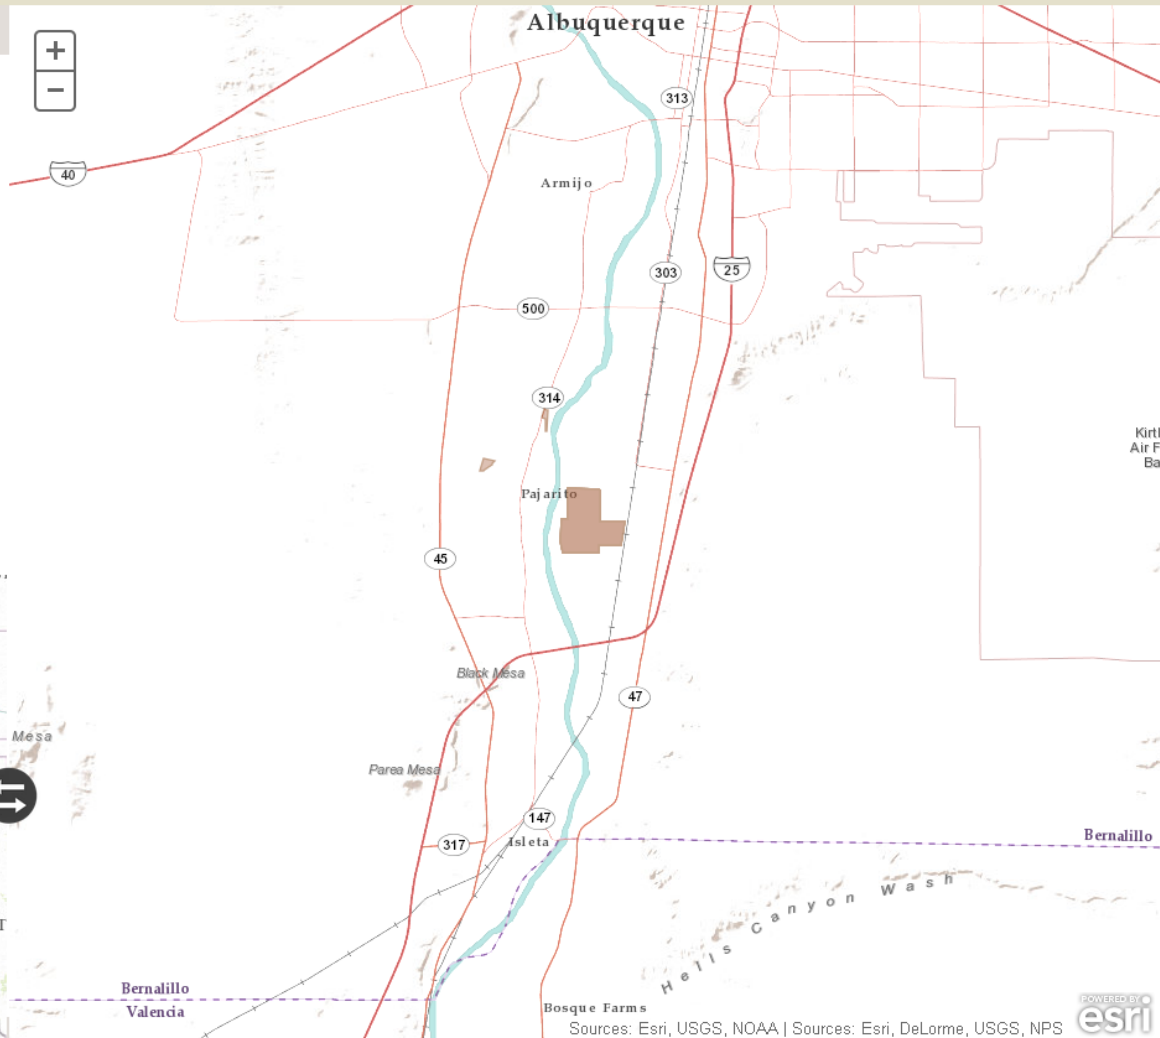 Albuquerque
+
−
313
40
Armijo
303
25
500
314
Kirtl
Air F
Ba
Pajarito
45
Black Mesa
47
Mesa
Parea Mesa
147
317
Isleta
Bernalillo
Hells Canyon Wash
T
Bernalillo
Valencia
Bosque Farms
Sources: Esri, USGS, NOAA | Sources: Esri, DeLorme, USGS, NPS
POWERED BY
esri